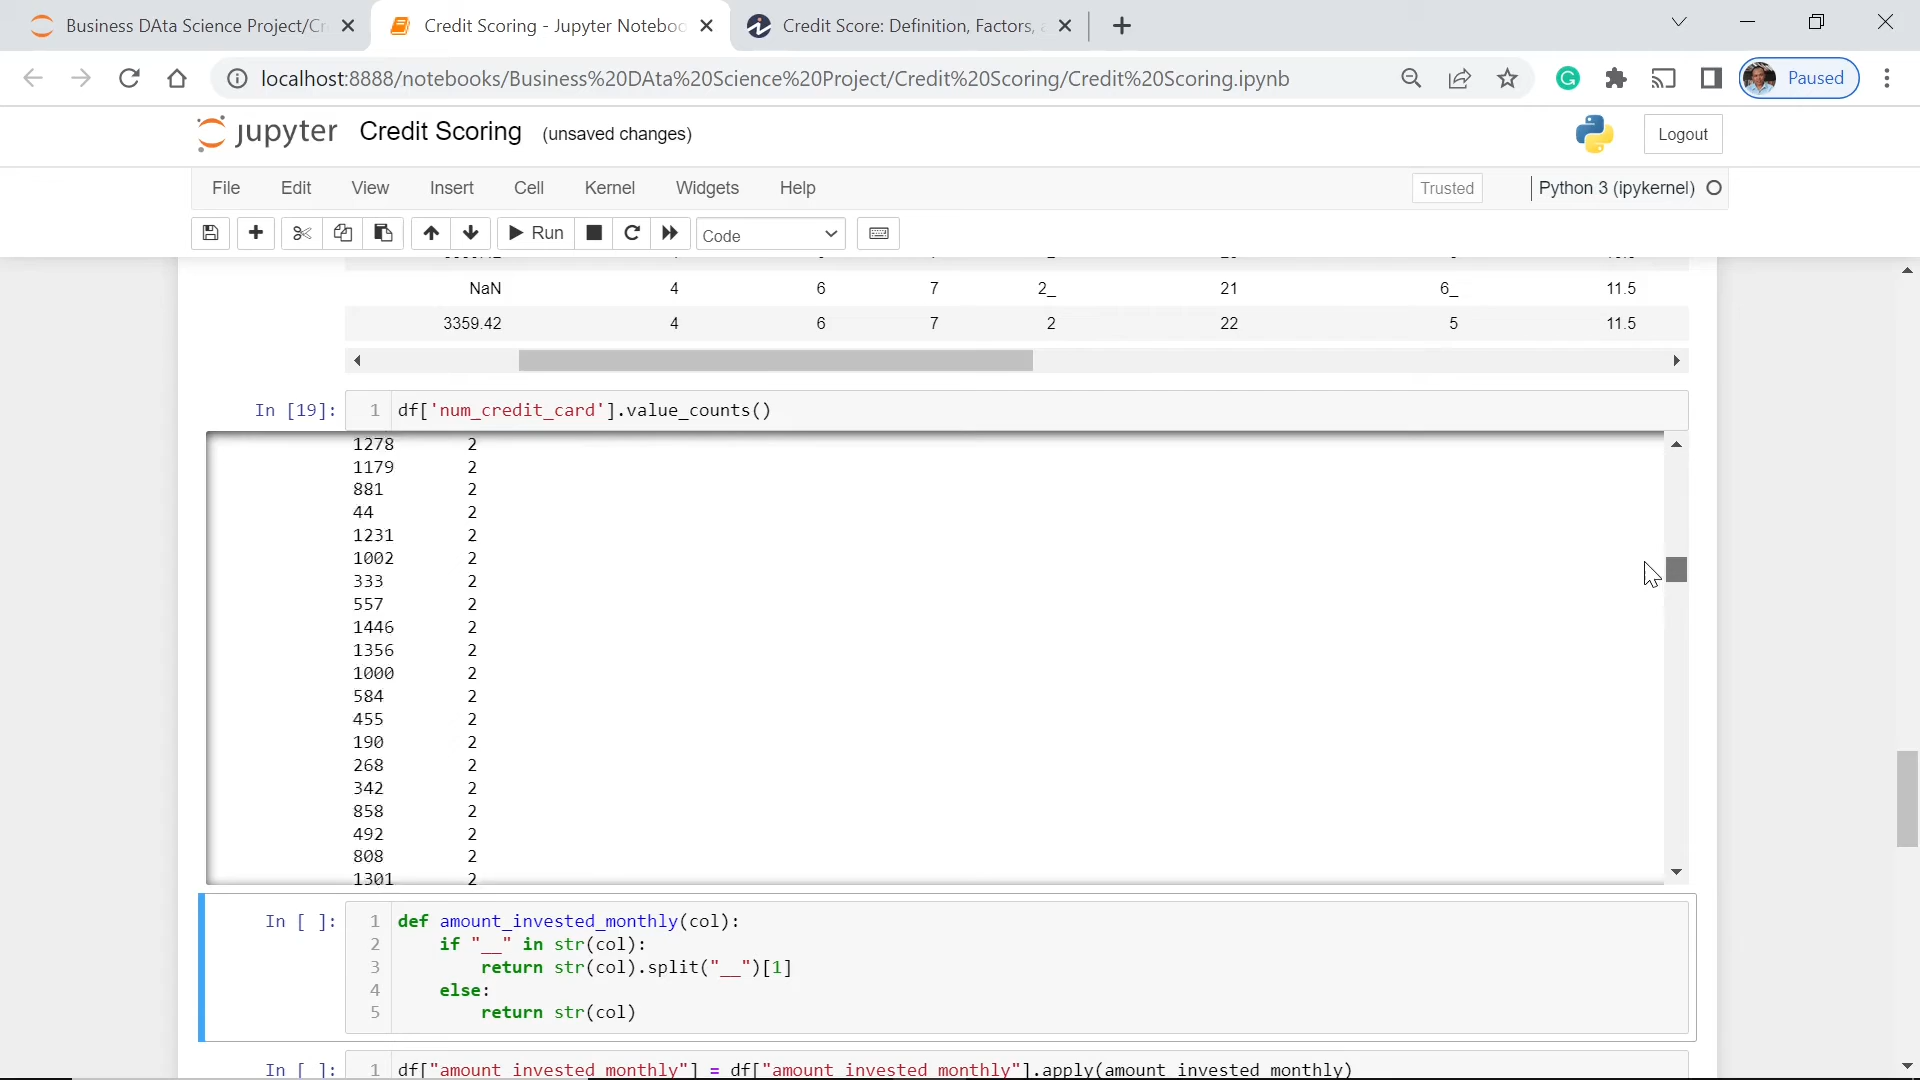 Business DAta Science Project/Cr
Credit Scoring - Jupyter Noteboo
Credit Score: Definition, Factors, a
localhost:8888/notebooks/Business%20DAta%20Science%20Project/Credit%20Scoring/Credit%20Scoring.ipynb
Paused
jupyter Credit Scoring (unsaved changes)
Logout
File Edit View Insert Cell Kernel Widgets Help
Trusted
Python 3 (ipykernel)
Run
Code
NaN 4 6 7 2_ 21 6_ 11.5
3359.42 4 6 7 2 22 5 11.5
In [19]: 1 df['num_credit_card'].value_counts()
1278 2
1179 2
881 2
44 2
1231 2
1002 2
333 2
557 2
1446 2
1356 2
1000 2
584 2
455 2
190 2
268 2
342 2
858 2
492 2
808 2
1301 2
In [ ]: 1 def amount_invested_monthly(col):
2 if "__" in str(col):
3 return str(col).split("__")[1]
4 else:
5 return str(col)
In [ ]: 1 df["amount_invested_monthly"] = df["amount_invested_monthly"].apply(amount_invested_monthly)